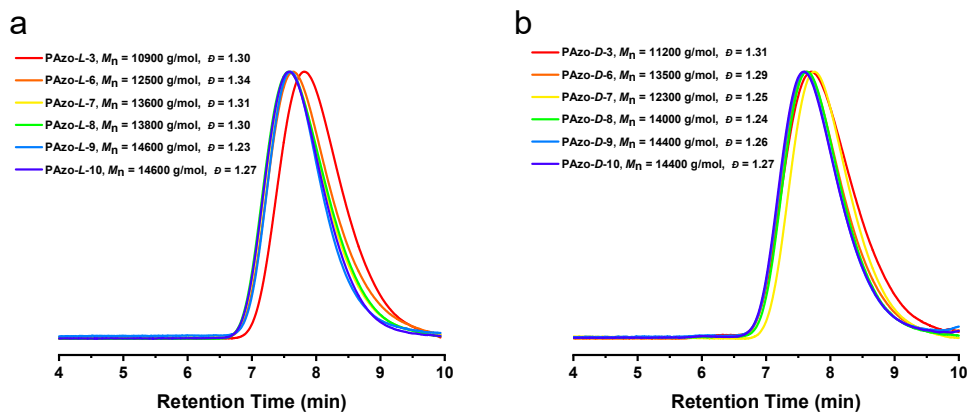 a
PAzo-L-3, Mn = 10900 g/mol, Đ = 1.30
PAzo-L-6, Mn = 12500 g/mol, Đ = 1.34
PAzo-L-7, Mn = 13600 g/mol, Đ = 1.31
PAzo-L-8, Mn = 13800 g/mol, Đ = 1.30
PAzo-L-9, Mn = 14600 g/mol, Đ = 1.23
PAzo-L-10, Mn = 14600 g/mol, Đ = 1.27
4 5 6 7 8 9 10
Retention Time (min)
b
PAzo-D-3, Mn = 11200 g/mol, Đ = 1.31
PAzo-D-6, Mn = 13500 g/mol, Đ = 1.29
PAzo-D-7, Mn = 12300 g/mol, Đ = 1.25
PAzo-D-8, Mn = 14000 g/mol, Đ = 1.24
PAzo-D-9, Mn = 14400 g/mol, Đ = 1.26
PAzo-D-10, Mn = 14400 g/mol, Đ = 1.27
4 5 6 7 8 9 10
Retention Time (min)